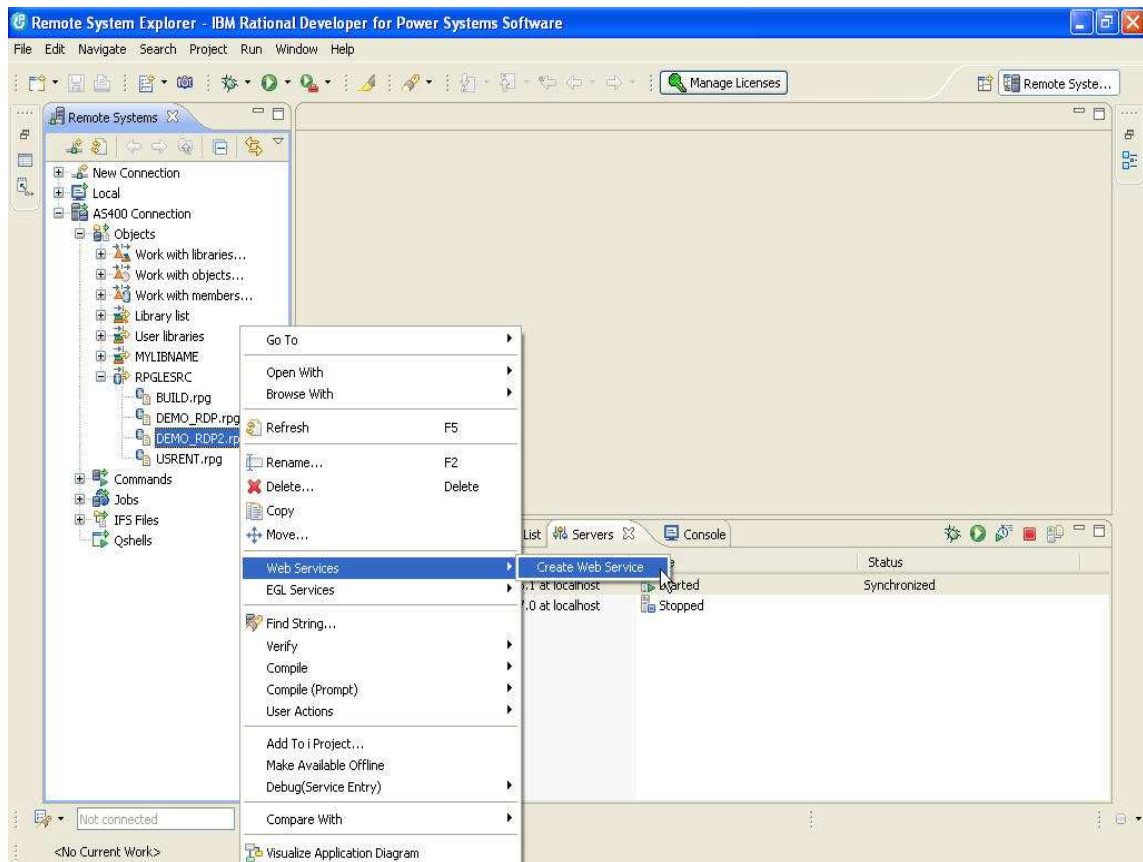 Remote System Explorer - IBM Rational Developer for Power Systems Software
File Edit Navigate Search Project Run Window Help
Manage Licenses
Remote Syste...
Remote Systems
New Connection
Local
AS400 Connection
Objects
Work with libraries...
Work with objects...
Work with members...
Library list
User libraries
MYLIBNAME
RPGLESRC
BUILD.rpg
DEMO_RDP.rpg
DEMO_RDP2.rp
USRENT.rpg
Commands
Jobs
IFS Files
Qshells
Go To
Open With
Browse With
Refresh F5
Rename... F2
Delete... Delete
Copy
Move...
Web Services
EGL Services
Find String...
Verify
Compile
Compile (Prompt)
User Actions
Add To i Project...
Make Available Offline
Debug(Service Entry)
Compare With
Visualize Application Diagram
Create Web Service
List Servers Console
Status
.1 at localhost Synchronized
.0 at localhost Stopped
Not connected
<No Current Work>